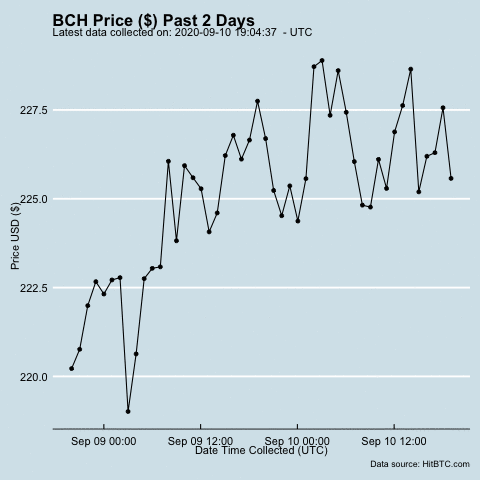 BCH Price ($) Past 2 Days
Latest data collected on: 2020-09-10 19:04:37 - UTC
Price USD ($)
227.5
225.0
222.5
220.0
Sep 09 00:00 Sep 09 12:00 Sep 10 00:00 Sep 10 12:00
Date Time Collected (UTC)
Data source: HitBTC.com